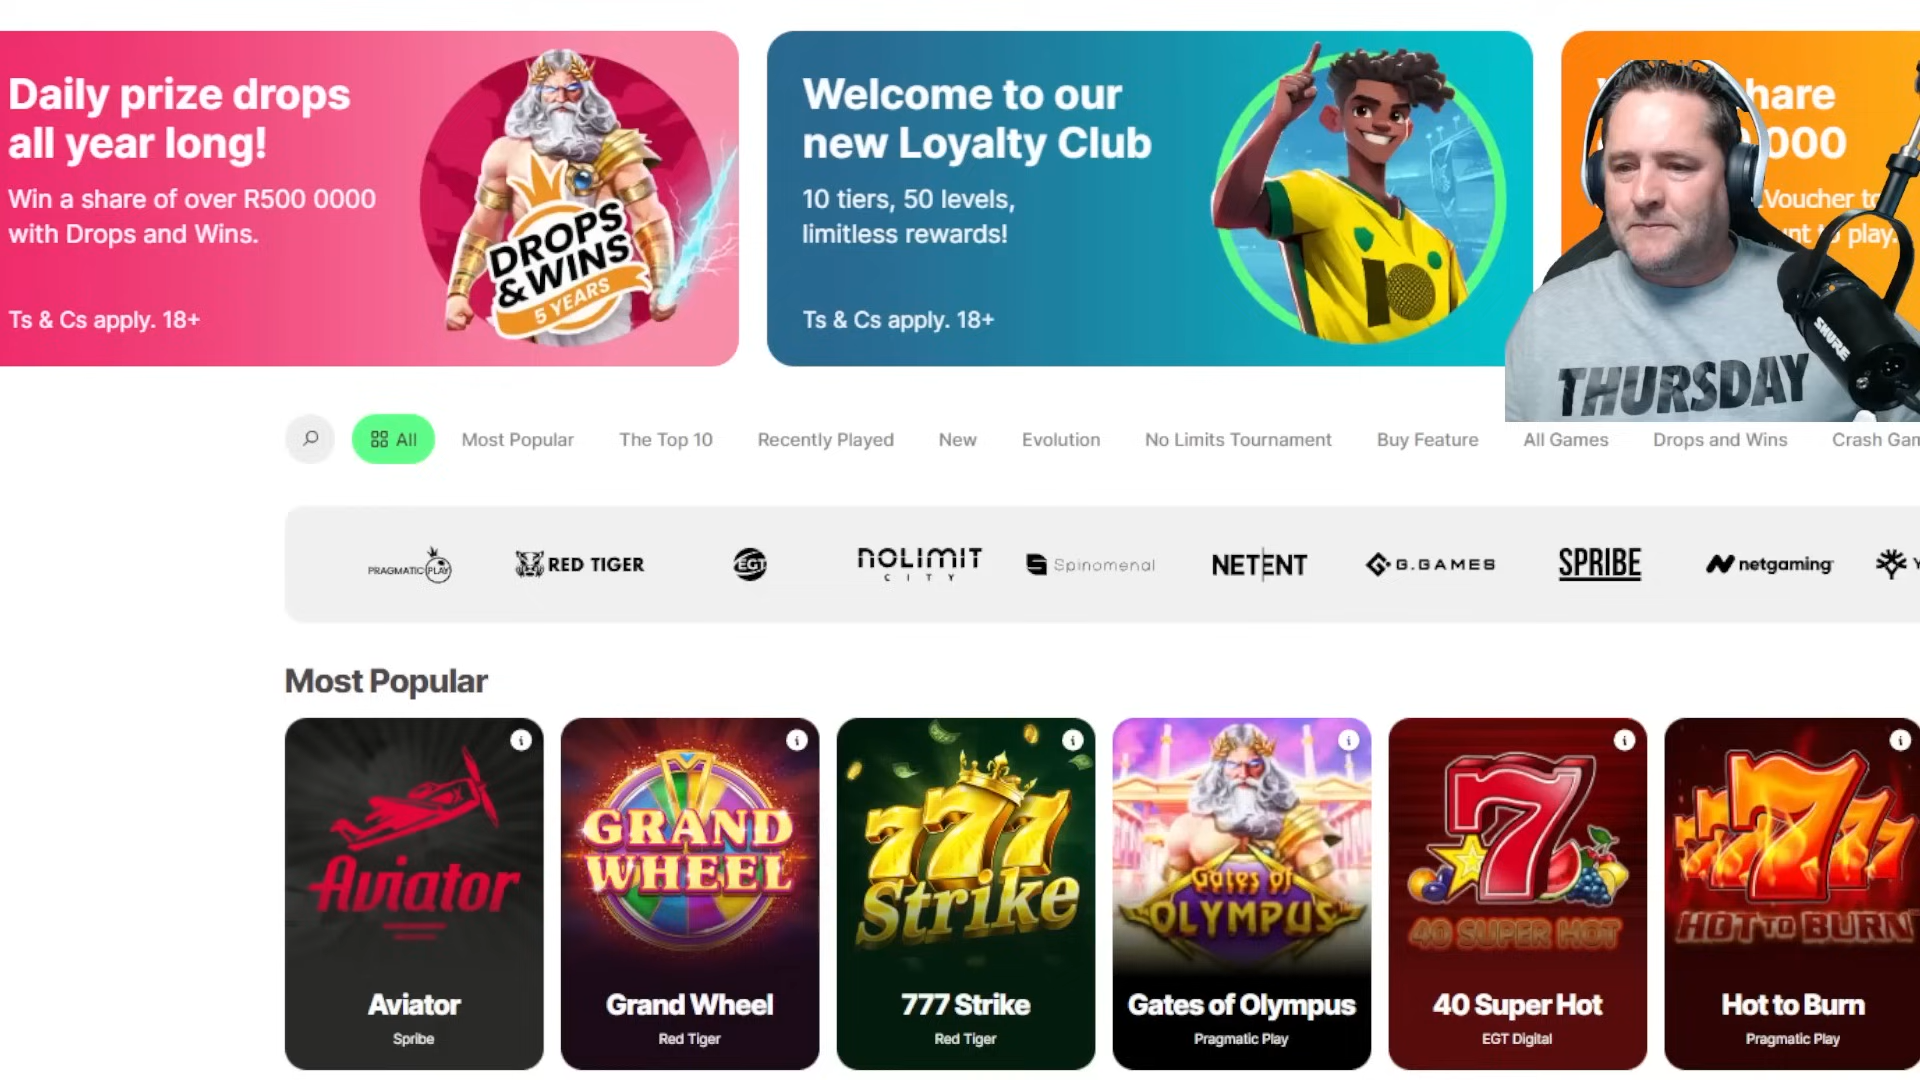 Daily prize drops
all year long!
Win a share of over R500 0000
with Drops and Wins.
Ts & Cs apply. 18+
DROPS
& WINS
5 YEARS
Welcome to our
new Loyalty Club
10 tiers, 50 levels,
limitless rewards!
Ts & Cs apply. 18+
10
Voucher
play.
SHURE
THURSDAY
All
Most Popular
The Top 10
Recently Played
New
Evolution
No Limits Tournament
Buy Feature
All Games
Drops and Wins
Crash
PRAGMATIC PLAY
RED TIGER
EGT
NOLIMIT
CITY
Spinomenal
NETENT
G.GAMES
SPRIBE
netgaming
Most Popular
Aviator
Aviator
Spribe
GRAND
WHEEL
Grand Wheel
Red Tiger
777
Strike
777 Strike
Red Tiger
Gates of
OLYMPUS
Gates of Olympus
Pragmatic Play
7
40 SUPER HOT
40 Super Hot
EGT Digital
777
HOT TO BURN
Hot to Burn
Pragmatic Play